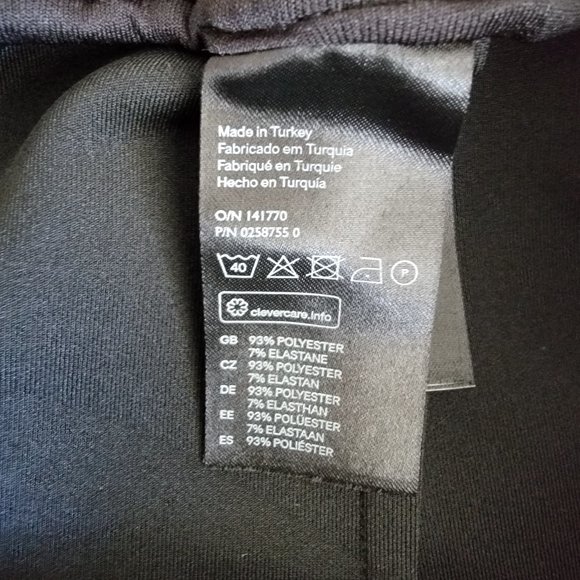 Made in Turkey
Fabricado em Turquia
Fabriqué en Turquie
Hecho en Turquía
O/N 141770
P/N 0258755 0
40 P
clevercare.info
GB 93% POLYESTER
7% ELASTANE
CZ 93% POLYESTER
7% ELASTAN
DE 93% POLYESTER
7% ELASTHAN
EE 93% POLÜESTER
7% ELASTAAN
ES 93% POLIÉSTER